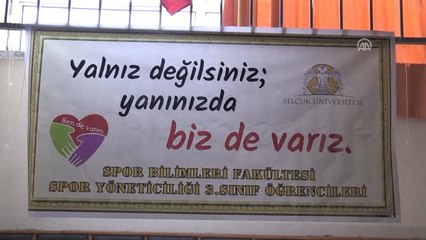 AA
Yalnız değilsiniz;
yanınızda
biz de varız.
SELÇUK ÜNİVERSİTESİ
Ben de varım
SPOR BİLİMLERİ FAKÜLTESİ
SPOR YÖNETİCİLİĞİ 3.SINIF ÖĞRENCİLERİ